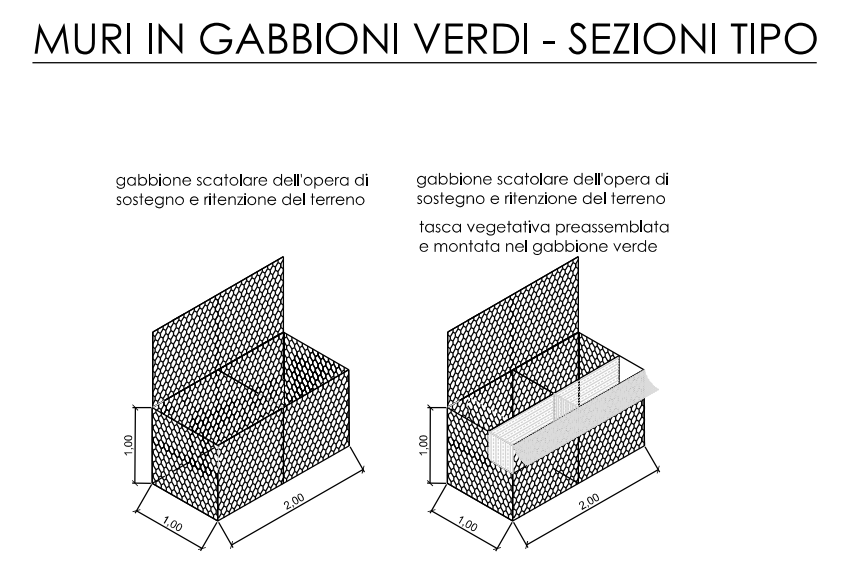 MURI IN GABBIONI VERDI - SEZIONI TIPO
gabbione scatolare dell'opera di
sostegno e ritenzione del terreno
gabbione scatolare dell'opera di
sostegno e ritenzione del terreno
tasca vegetativa preassemblata
e montata nel gabbione verde
1,00
1,00
2,00
1,00
1,00
2,00